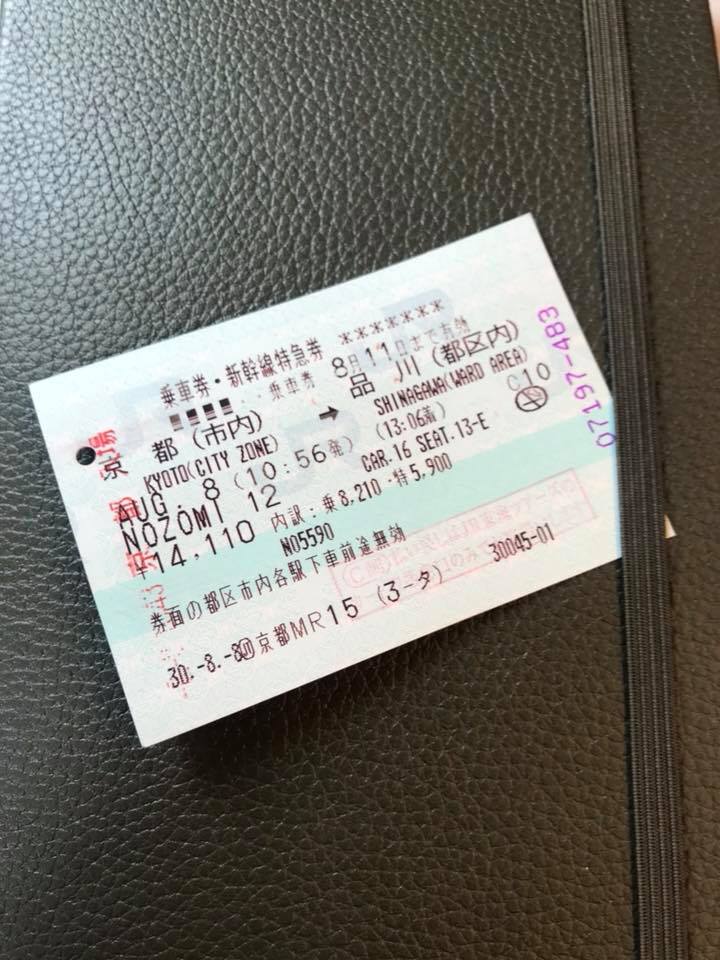 乗車券・新幹線特急券
乗車券 8月11日まで有効
京 都(市内) → 品 川(都区内)
KYOTO(CITY ZONE) SHINAGAWA(WARD AREA)
AUG. 8(10:56発) (13:06着) C10
NOZOMI 12 CAR.16 SEAT.13-E
¥14,110 内訳:乗8,210・特5,900
NO5590
券面の都区市内各駅下車前途無効
30.-8.-8 京都MR15 (3-タ) 30045-01
07197-483